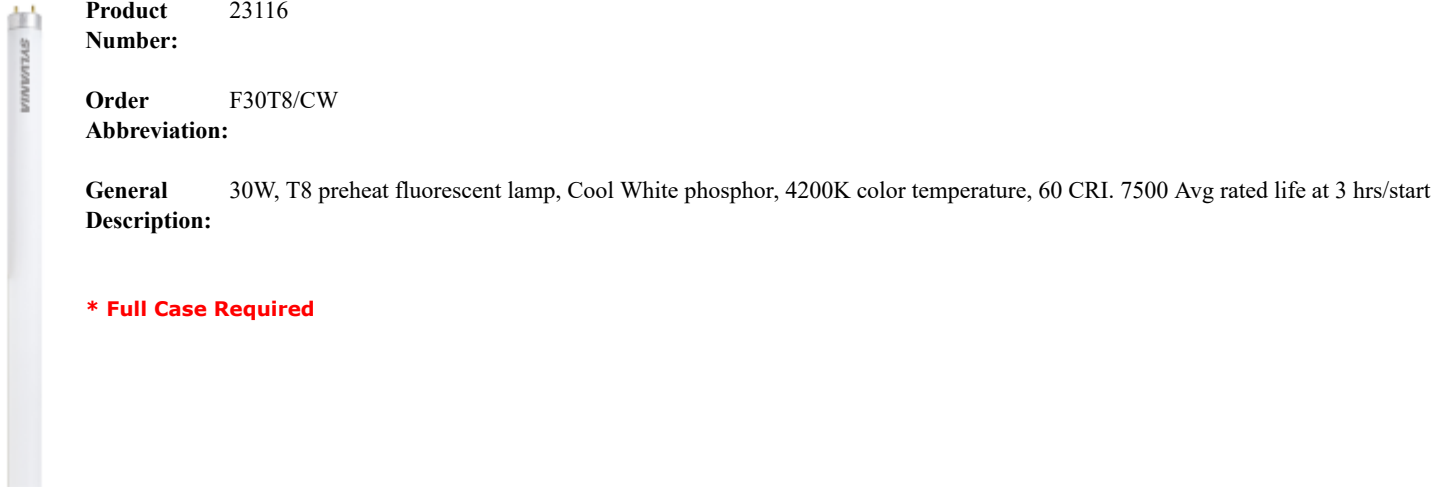 SYLVANIA
Product Number: 23116
Order Abbreviation: F30T8/CW
General Description: 30W, T8 preheat fluorescent lamp, Cool White phosphor, 4200K color temperature, 60 CRI. 7500 Avg rated life at 3 hrs/start
* Full Case Required